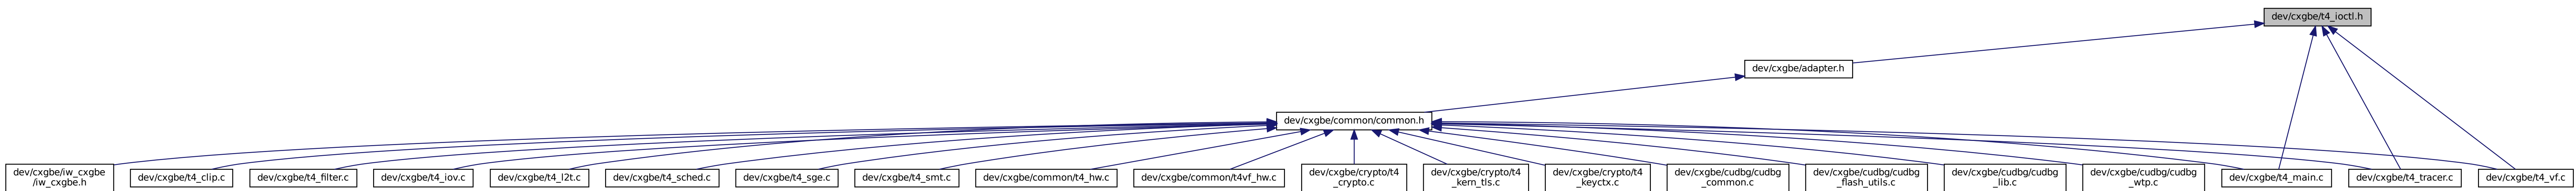 dev/cxgbe/t4_ioctl.h
dev/cxgbe/adapter.h
dev/cxgbe/common/common.h
dev/cxgbe/iw_cxgbe
/iw_cxgbe.h
dev/cxgbe/t4_clip.c
dev/cxgbe/t4_filter.c
dev/cxgbe/t4_iov.c
dev/cxgbe/t4_l2t.c
dev/cxgbe/t4_sched.c
dev/cxgbe/t4_sge.c
dev/cxgbe/t4_smt.c
dev/cxgbe/common/t4_hw.c
dev/cxgbe/common/t4vf_hw.c
dev/cxgbe/crypto/t4
_crypto.c
dev/cxgbe/crypto/t4
_kern_tls.c
dev/cxgbe/crypto/t4
_keyctx.c
dev/cxgbe/cudbg/cudbg
_common.c
dev/cxgbe/cudbg/cudbg
_flash_utils.c
dev/cxgbe/cudbg/cudbg
_lib.c
dev/cxgbe/cudbg/cudbg
_wtp.c
dev/cxgbe/t4_main.c
dev/cxgbe/t4_tracer.c
dev/cxgbe/t4_vf.c